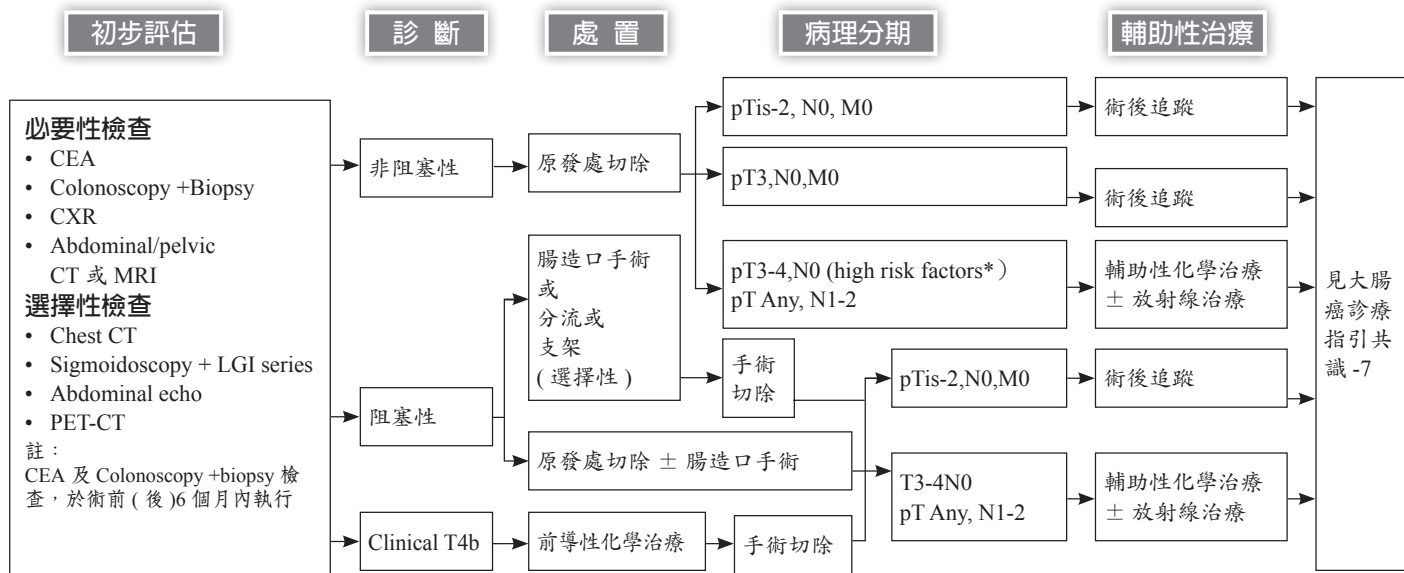 初步評估
診 斷
處 置
病理分期
輔助性治療
必要性檢查
• CEA
• Colonoscopy +Biopsy
• CXR
• Abdominal/pelvic
CT 或 MRI
選擇性檢查
• Chest CT
• Sigmoidoscopy + LGI series
• Abdominal echo
• PET-CT
註：
CEA 及 Colonoscopy +biopsy 檢
查，於術前 ( 後 )6 個月內執行
非阻塞性
原發處切除
pTis-2, N0, M0
術後追蹤
pT3,N0,M0
術後追蹤
pT3-4,N0 (high risk factors*）
pT Any, N1-2
輔助性化學治療
± 放射線治療
阻塞性
腸造口手術
或
分流或
支架
( 選擇性 )
手術
切除
原發處切除 ± 腸造口手術
pTis-2,N0,M0
術後追蹤
T3-4N0
pT Any, N1-2
輔助性化學治療
± 放射線治療
Clinical T4b
前導性化學治療
手術切除
見大腸
癌診療
指引共
識 -7